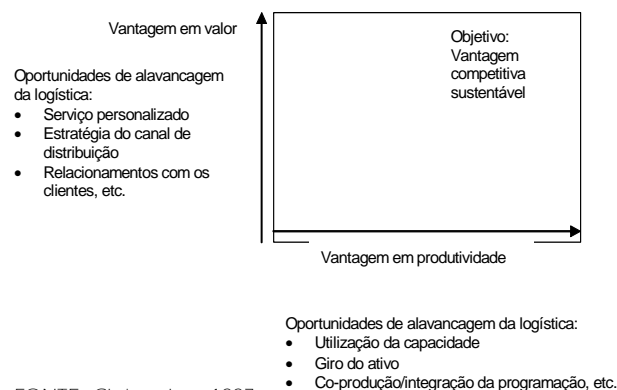 Vantagem em valor
Objetivo:
Vantagem
competitiva
sustentável
Oportunidades de alavancagem
da logística:
• Serviço personalizado
• Estratégia do canal de
distribuição
• Relacionamentos com os
clientes, etc.
Vantagem em produtividade
Oportunidades de alavancagem da logística:
• Utilização da capacidade
• Giro do ativo
• Co-produção/integração da programação, etc.